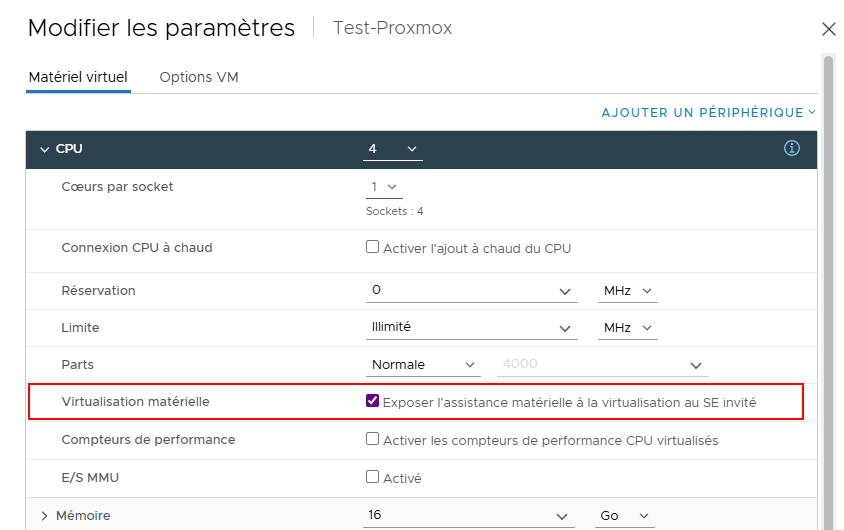 Modifier les paramètres Test-Proxmox
Matériel virtuel Options VM
AJOUTER UN PÉRIPHÉRIQUE
CPU 4
Cœurs par socket 1
Sockets : 4
Connexion CPU à chaud Activer l'ajout à chaud du CPU
Réservation 0 MHz
Limite Illimité MHz
Parts Normale 4000
Virtualisation matérielle Exposer l'assistance matérielle à la virtualisation au SE invité
Compteurs de performance Activer les compteurs de performance CPU virtualisés
E/S MMU Activé
Mémoire 16 Go